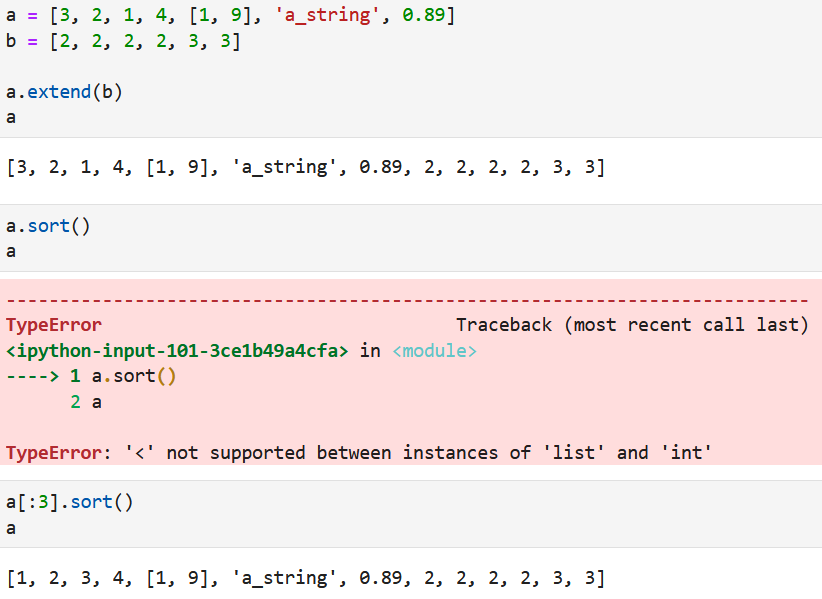 a = [3, 2, 1, 4, [1, 9], 'a_string', 0.89]
b = [2, 2, 2, 2, 3, 3]
a.extend(b)
a
[3, 2, 1, 4, [1, 9], 'a_string', 0.89, 2, 2, 2, 2, 3, 3]
a.sort()
a
---------------------------------------------------------------------------
TypeError                                 Traceback (most recent call last)
<ipython-input-101-3ce1b49a4cfa> in <module>
----> 1 a.sort()
      2 a
TypeError: '<' not supported between instances of 'list' and 'int'
a[:3].sort()
a
[1, 2, 3, 4, [1, 9], 'a_string', 0.89, 2, 2, 2, 2, 3, 3]